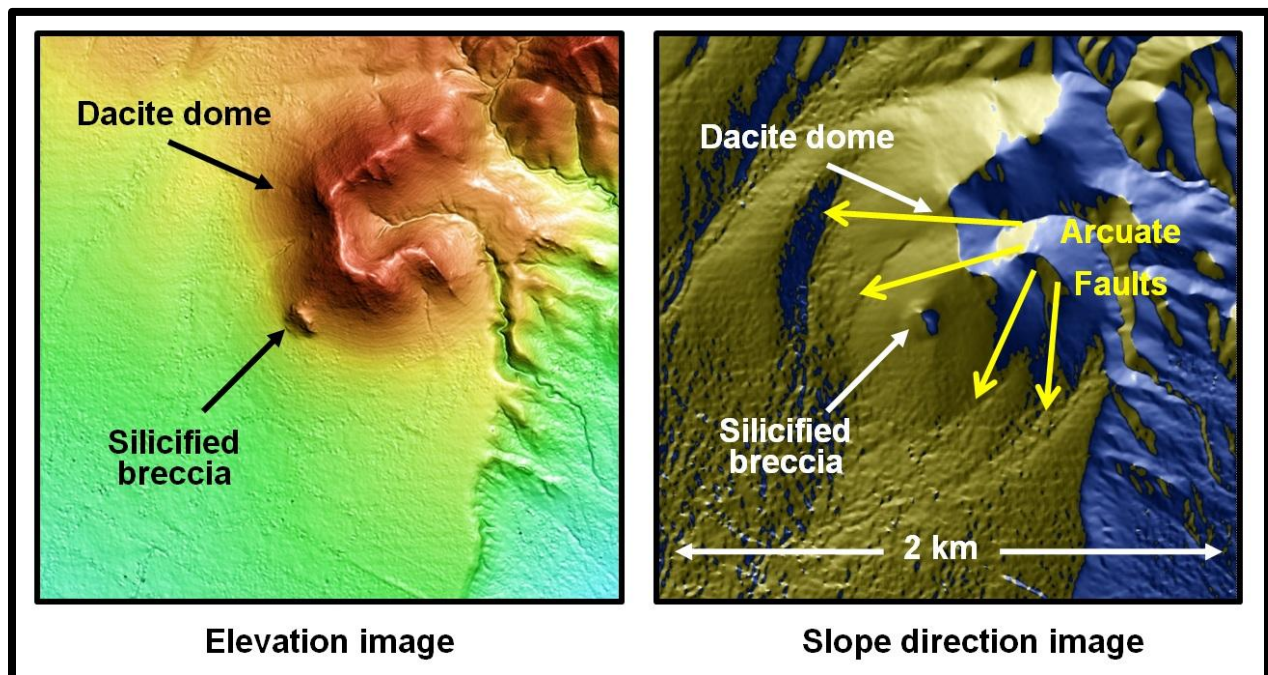 Dacite dome
Silicified
breccia
Elevation image
Dacite dome
Arcuate
Faults
Silicified
breccia
2 km
Slope direction image